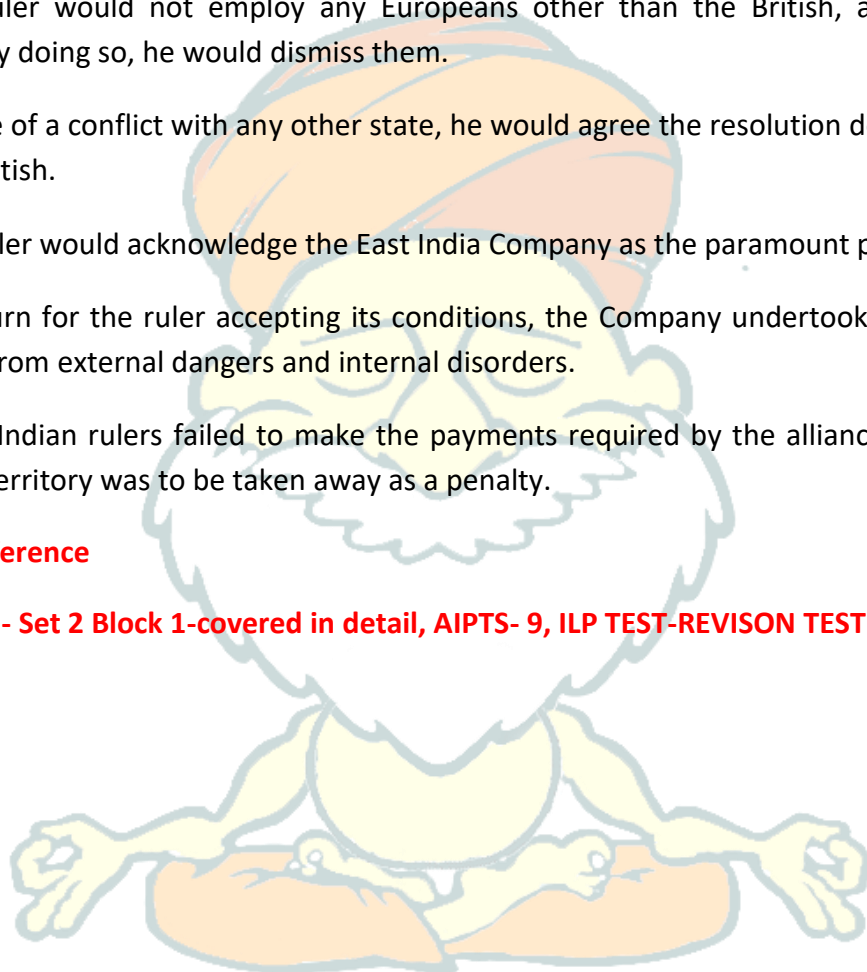 ler would not employ any Europeans other than the British, a
y doing so, he would dismiss them.
e of a conflict with any other state, he would agree the resolution d
tish.
ler would acknowledge the East India Company as the paramount p
urn for the ruler accepting its conditions, the Company undertook
rom external dangers and internal disorders.
Indian rulers failed to make the payments required by the allianc
erritory was to be taken away as a penalty.
erence
- Set 2 Block 1-covered in detail, AIPTS- 9, ILP TEST-REVISON TEST